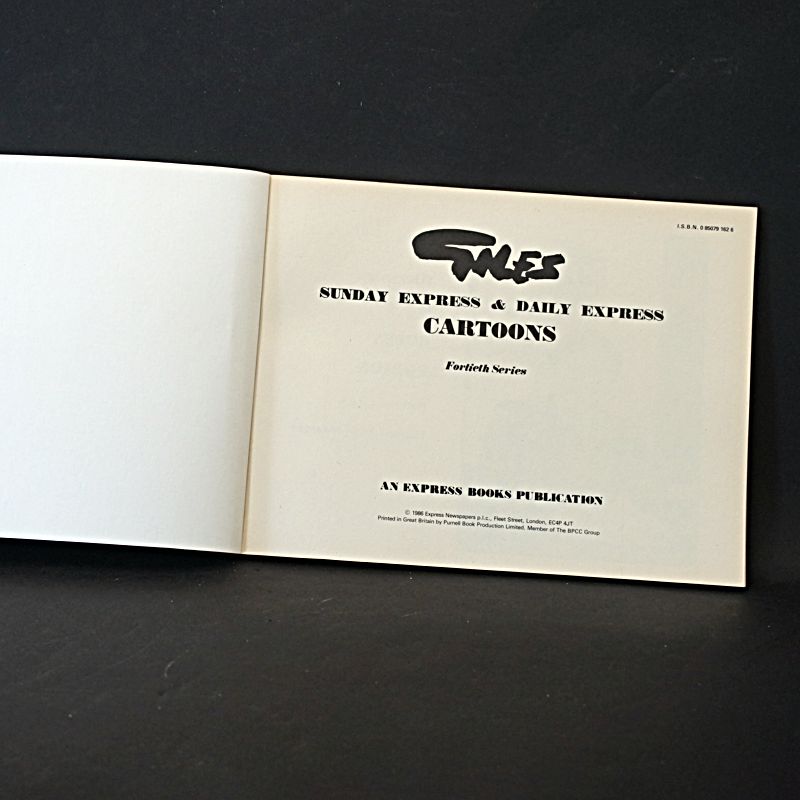 I.S.B.N. 0 85079 162 6
GILES
SUNDAY EXPRESS & DAILY EXPRESS
CARTOONS
Fortieth Series
AN EXPRESS BOOKS PUBLICATION
© 1986 Express Newspapers p.l.c., Fleet Street, London, EC4P 4JT
Printed in Great Britain by Purnell Book Production Limited, Member of The BPCC Group